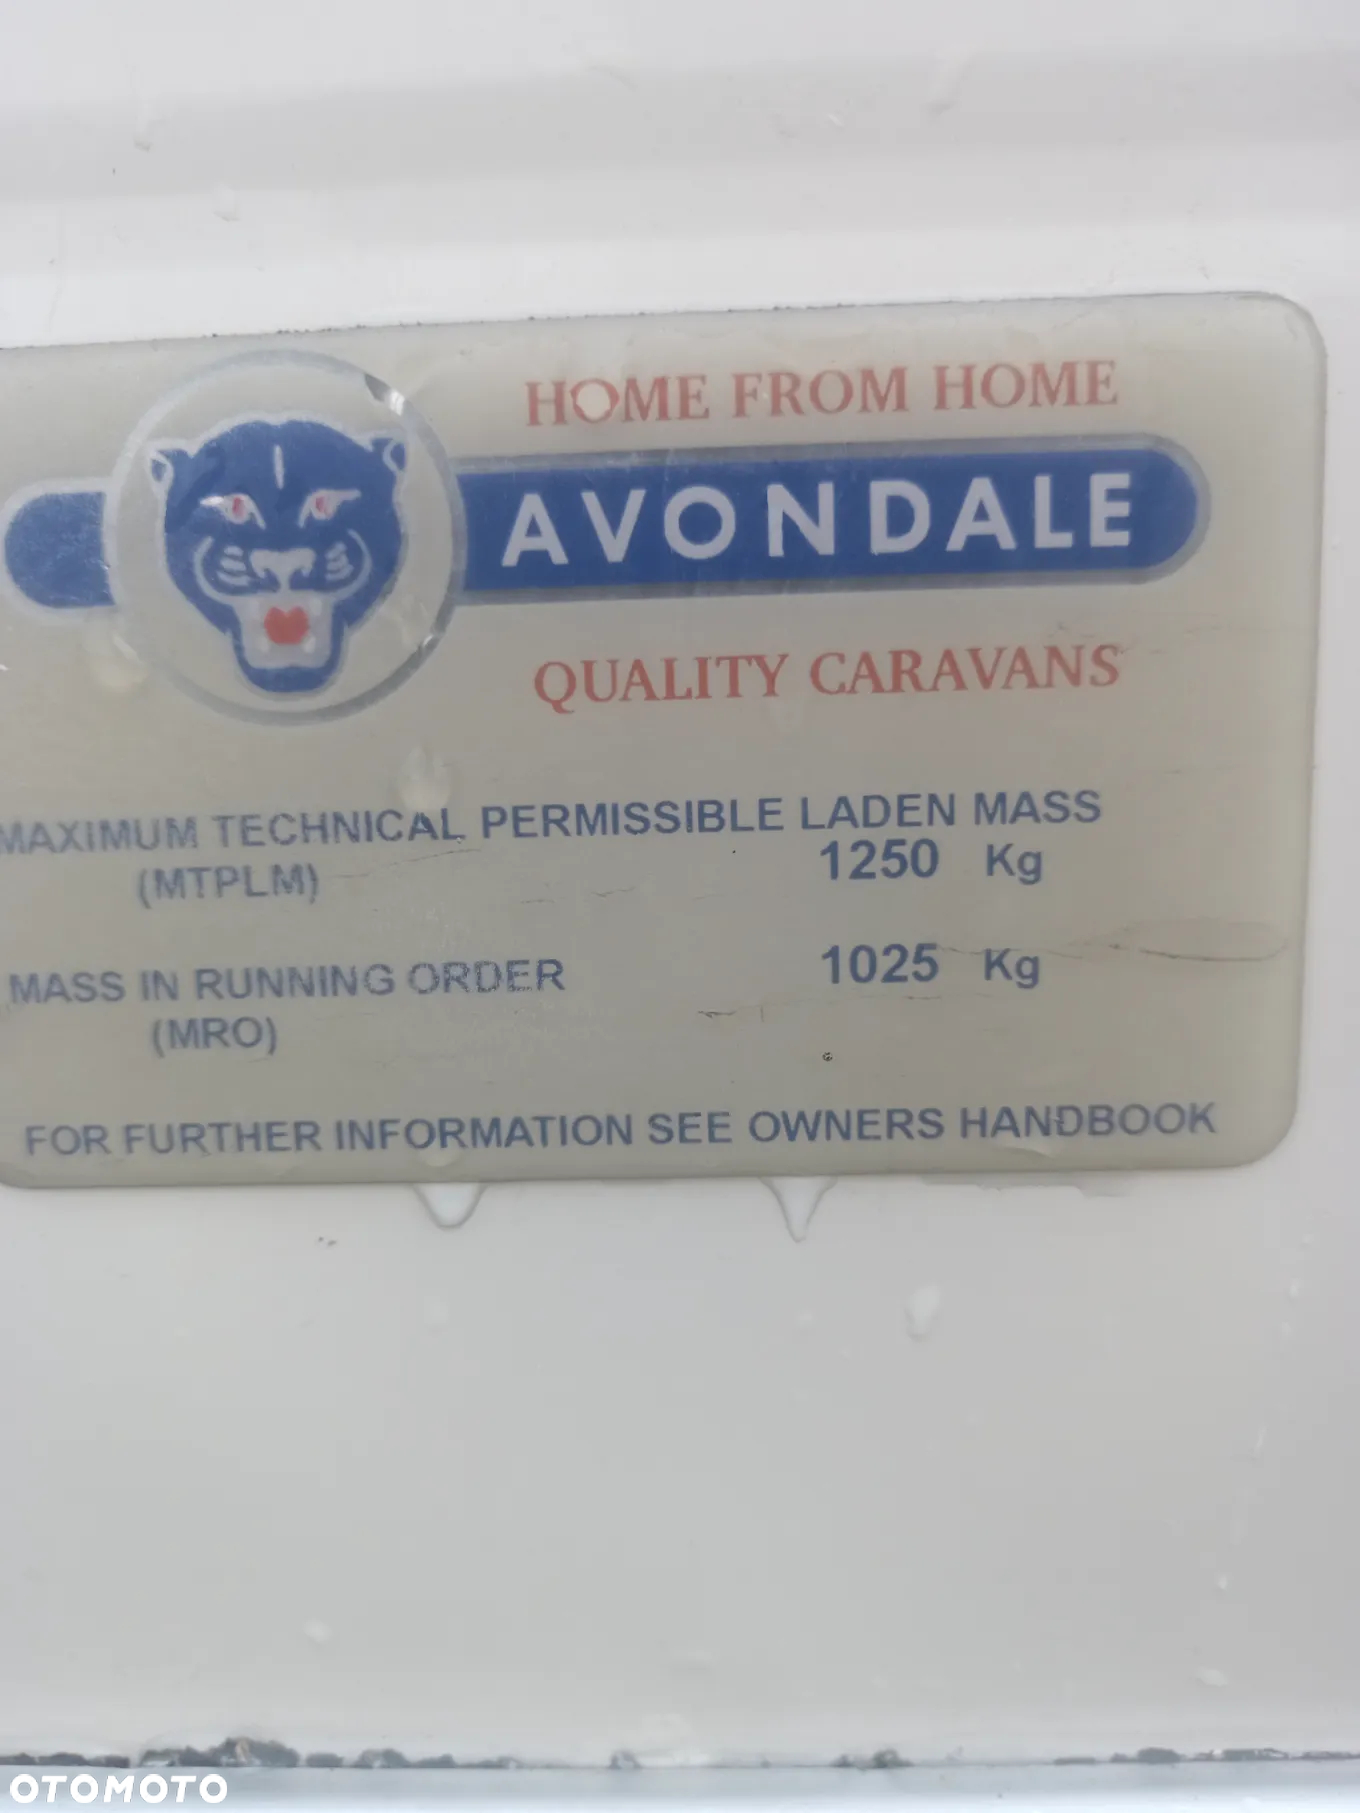 HOME FROM HOME
AVONDALE
QUALITY CARAVANS
MAXIMUM TECHNICAL PERMISSIBLE LADEN MASS
(MTPLM) 1250 Kg
MASS IN RUNNING ORDER 1025 Kg
(MRO)
FOR FURTHER INFORMATION SEE OWNERS HANDBOOK
OTOMOTO